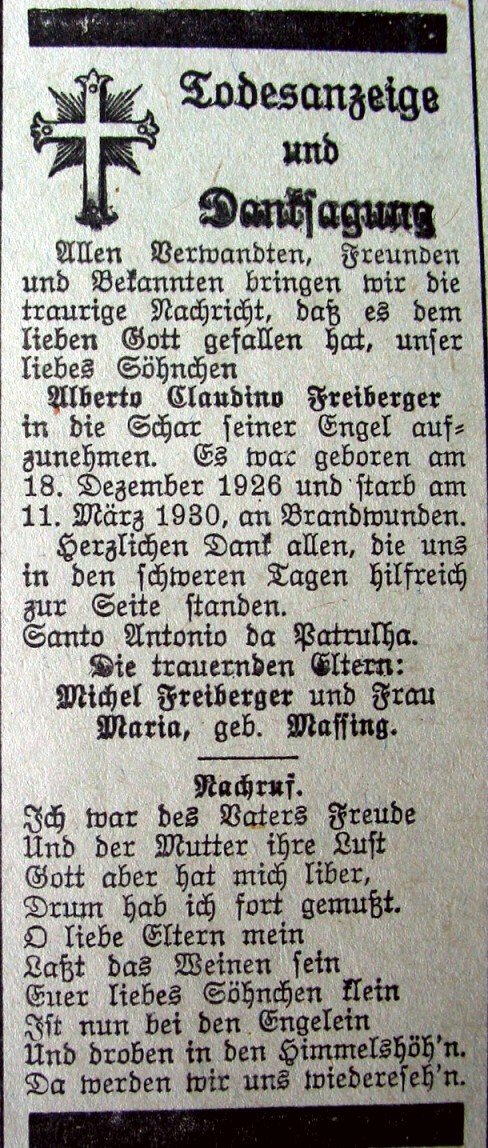 Todesanzeige
und
Danksagung
Allen Verwandten, Freunden
und Bekannten bringen wir die
traurige Nachricht, daß es dem
lieben Gott gefallen hat, unser
liebes Söhnchen
Alberto Claudino Freiberger
in die Schar seiner Engel auf-
zunehmen. Es war geboren am
18. Dezember 1926 und starb am
11. März 1930, an Brandwunden.
Herzlichen Dank allen, die uns
in den schweren Tagen hilfreich
zur Seite standen.
Santo Antonio da Patrulha.
Die trauernden Eltern:
Michel Freiberger und Frau
Maria, geb. Massing.
Nachruf.
Ich war des Vaters Freude
Und der Mutter ihre Lust
Gott aber hat mich liber,
Drum hab ich fort gemußt.
O liebe Eltern mein
Laßt das Weinen sein
Euer liebes Söhnchen klein
Ist nun bei den Engelein
Und droben in den Himmelshöh'n.
Da werden wir uns wiedereseh'n.